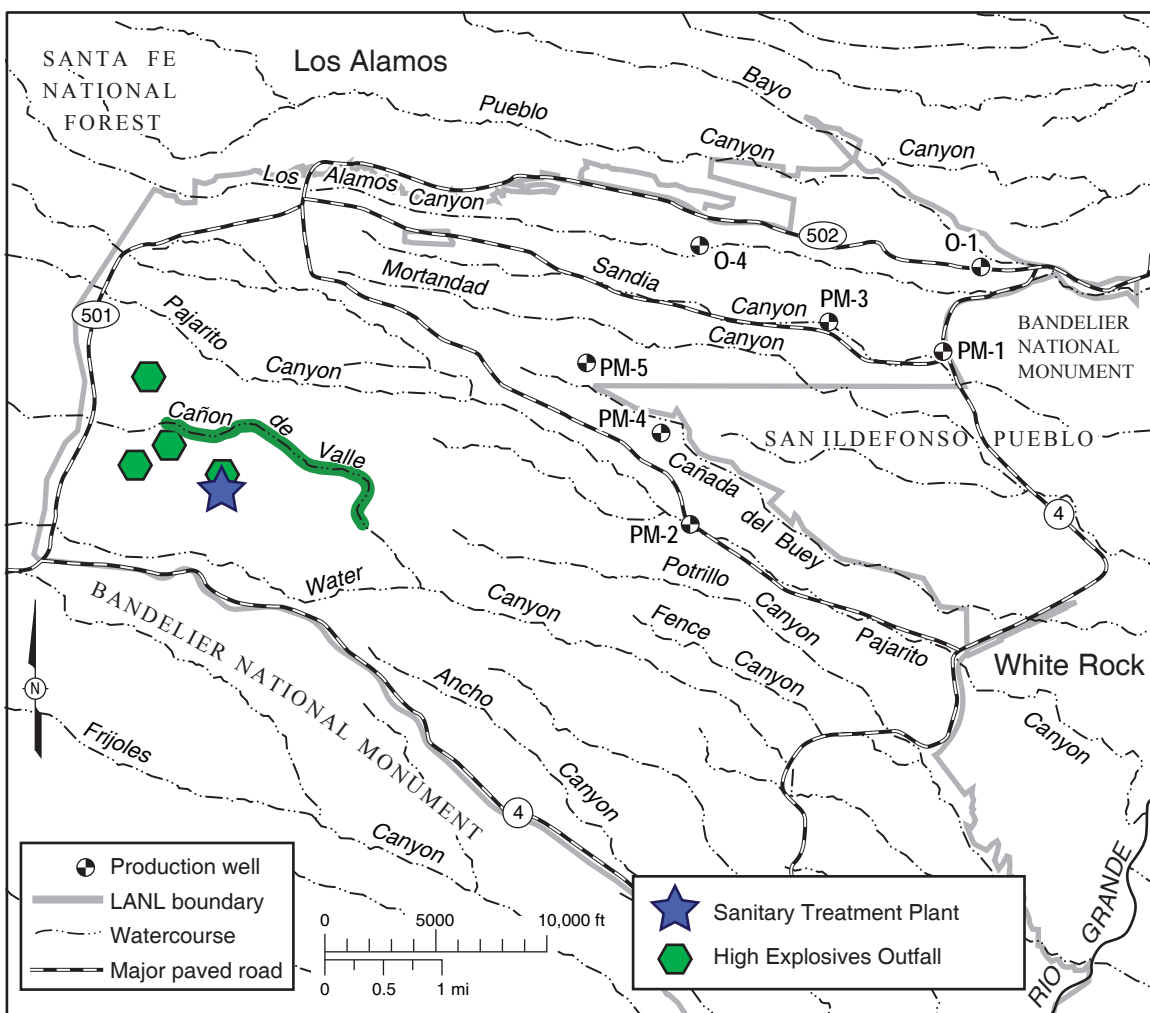 SANTA FE
NATIONAL
FOREST
Los Alamos
Bayo
Pueblo
Canyon
Canyon
Los Alamos
Canyon
502
O-1
O-4
Mortandad
Sandia
Canyon
PM-3
501
Pajarito
Canyon
PM-1
BANDELIER
NATIONAL
MONUMENT
PM-5
Canyon
Cañon de Valle
PM-4
SAN ILDEFONSO PUEBLO
Cañada
del Buey
4
PM-2
Water
Canyon
Potrillo
Canyon
Fence
Canyon
Pajarito
White Rock
Canyon
BANDELIER NATIONAL MONUMENT
N
Ancho
Canyon
Frijoles
Canyon
4
RIO GRANDE
Production well
LANL boundary
Watercourse
Major paved road
0 5000 10,000 ft
0 0.5 1 mi
Sanitary Treatment Plant
High Explosives Outfall